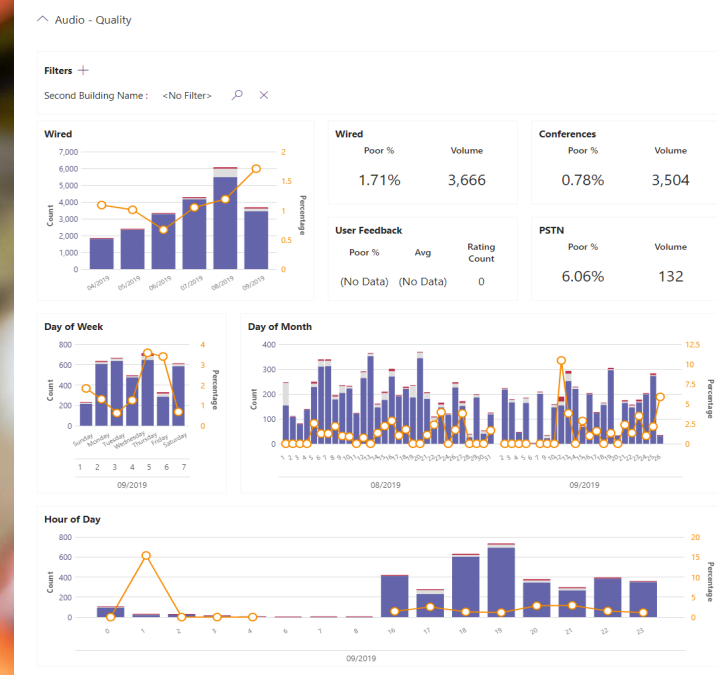 Audio - Quality
Filters +
Second Building Name : <No Filter>
Wired
7,000
6,000
5,000
4,000
3,000
2,000
1,000
0
Count
2
1.5
1
0.5
0
Percentage
04/2019 05/2019 06/2019 07/2019 08/2019 09/2019
Wired
Poor % Volume
1.71% 3,666
Conferences
Poor % Volume
0.78% 3,504
User Feedback
Poor % Avg Rating
Count
(No Data) (No Data) 0
PSTN
Poor % Volume
6.06% 132
Day of Week
800
600
400
200
0
Count
4
3
2
1
0
Percentage
Sunday Monday Tuesday Wednesday Thursday Friday Saturday
1 2 3 4 5 6 7
09/2019
Day of Month
400
300
200
100
0
Count
12.5
10
7.5
5
2.5
0
Percentage
08/2019 09/2019
Hour of Day
800
600
400
200
0
Count
20
15
10
5
0
Percentage
0 1 2 3 4 6 7 8 16 17 18 19 20 21 22 23
09/2019